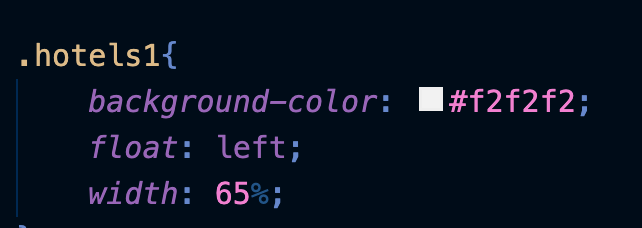 .hotels1{
background-color: #f2f2f2;
float: left;
width: 65%;